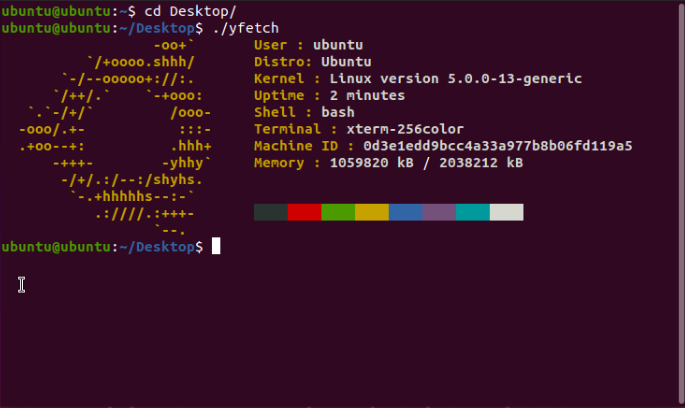 ubuntu@ubuntu:~$ cd Desktop/
ubuntu@ubuntu:~/Desktop$ ./yfetch
                  -oo+`       User : ubuntu
          `/+oooo.shhh/       Distro: Ubuntu
       `-/--ooooo+://:.       Kernel : Linux version 5.0.0-13-generic
      `/++/.`    `-+ooo:      Uptime : 2 minutes
   `.`-/+/`         /ooo-     Shell : bash
  -ooo/.+-           :::-     Terminal : xterm-256color
  .+oo--+:          .hhh+     Machine ID : 0d3e1edd9bcc4a33a977b8b06fd119a5
      -+++-        -yhhy`     Memory : 1059820 kB / 2038212 kB
       -/+/.:/--:/shyhs.
        `-.+hhhhhs--:-`
           .:////.:+++-
                  `--.
ubuntu@ubuntu:~/Desktop$